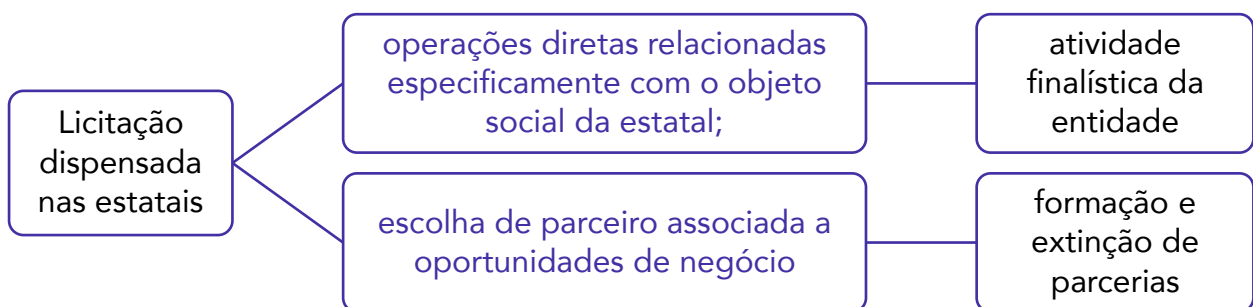 Licitação
dispensada
nas estatais
operações diretas relacionadas
especificamente com o objeto
social da estatal;
atividade
finalística da
entidade
escolha de parceiro associada a
oportunidades de negócio
formação e
extinção de
parcerias